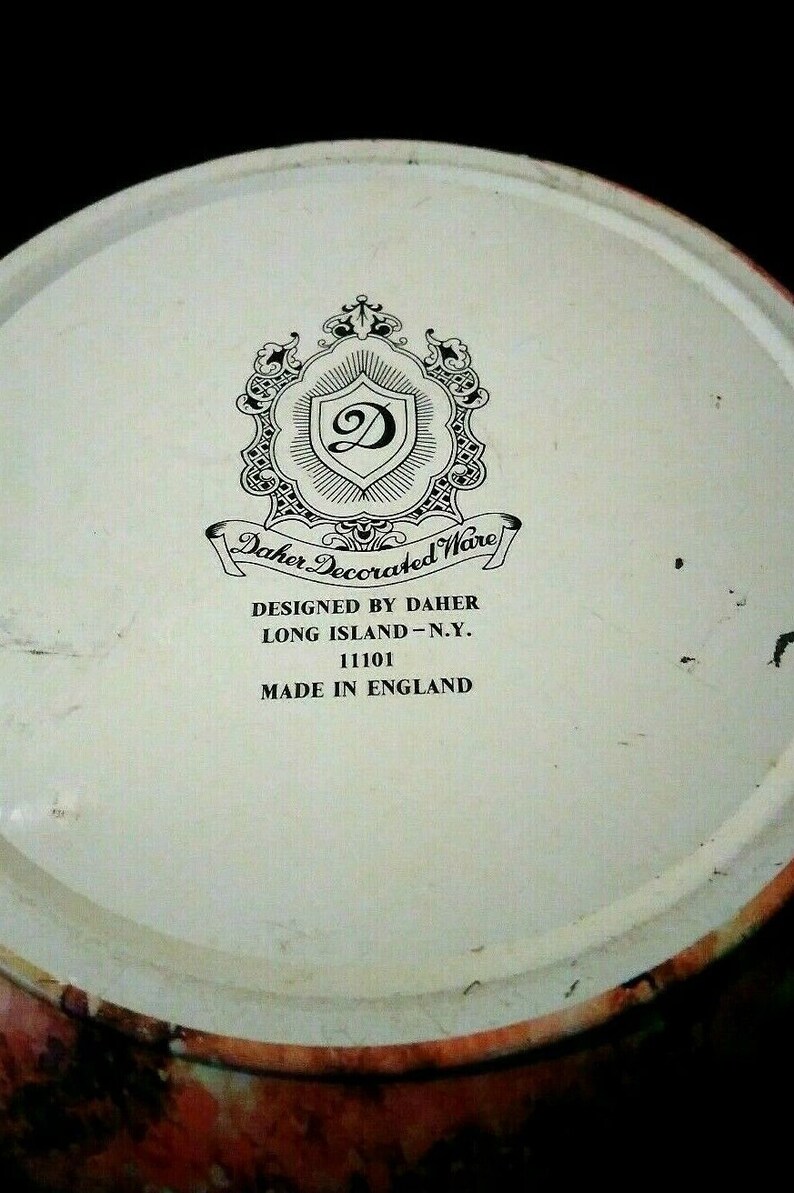 D
Daher Decorated Ware
DESIGNED BY DAHER
LONG ISLAND-N.Y.
11101
MADE IN ENGLAND